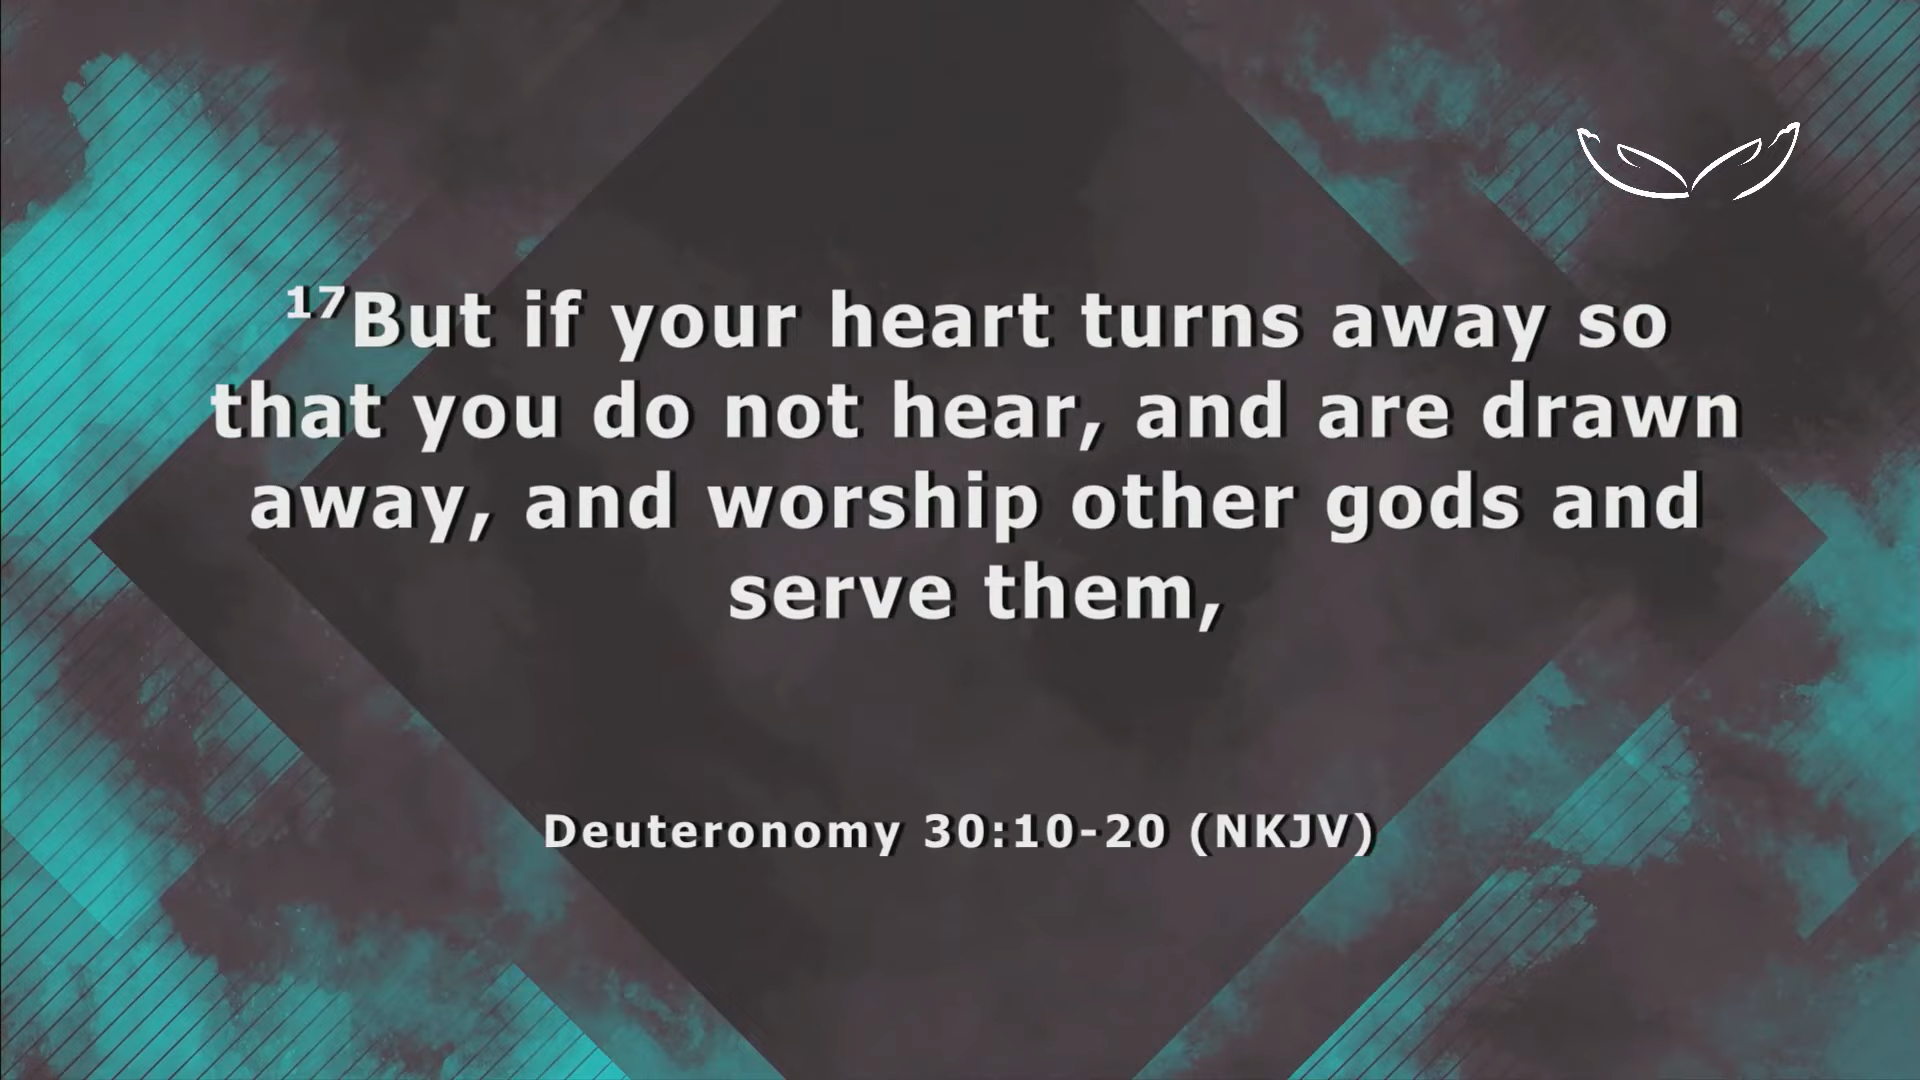 17But if your heart turns away so
that you do not hear, and are drawn
away, and worship other gods and
serve them,
Deuteronomy 30:10-20 (NKJV)